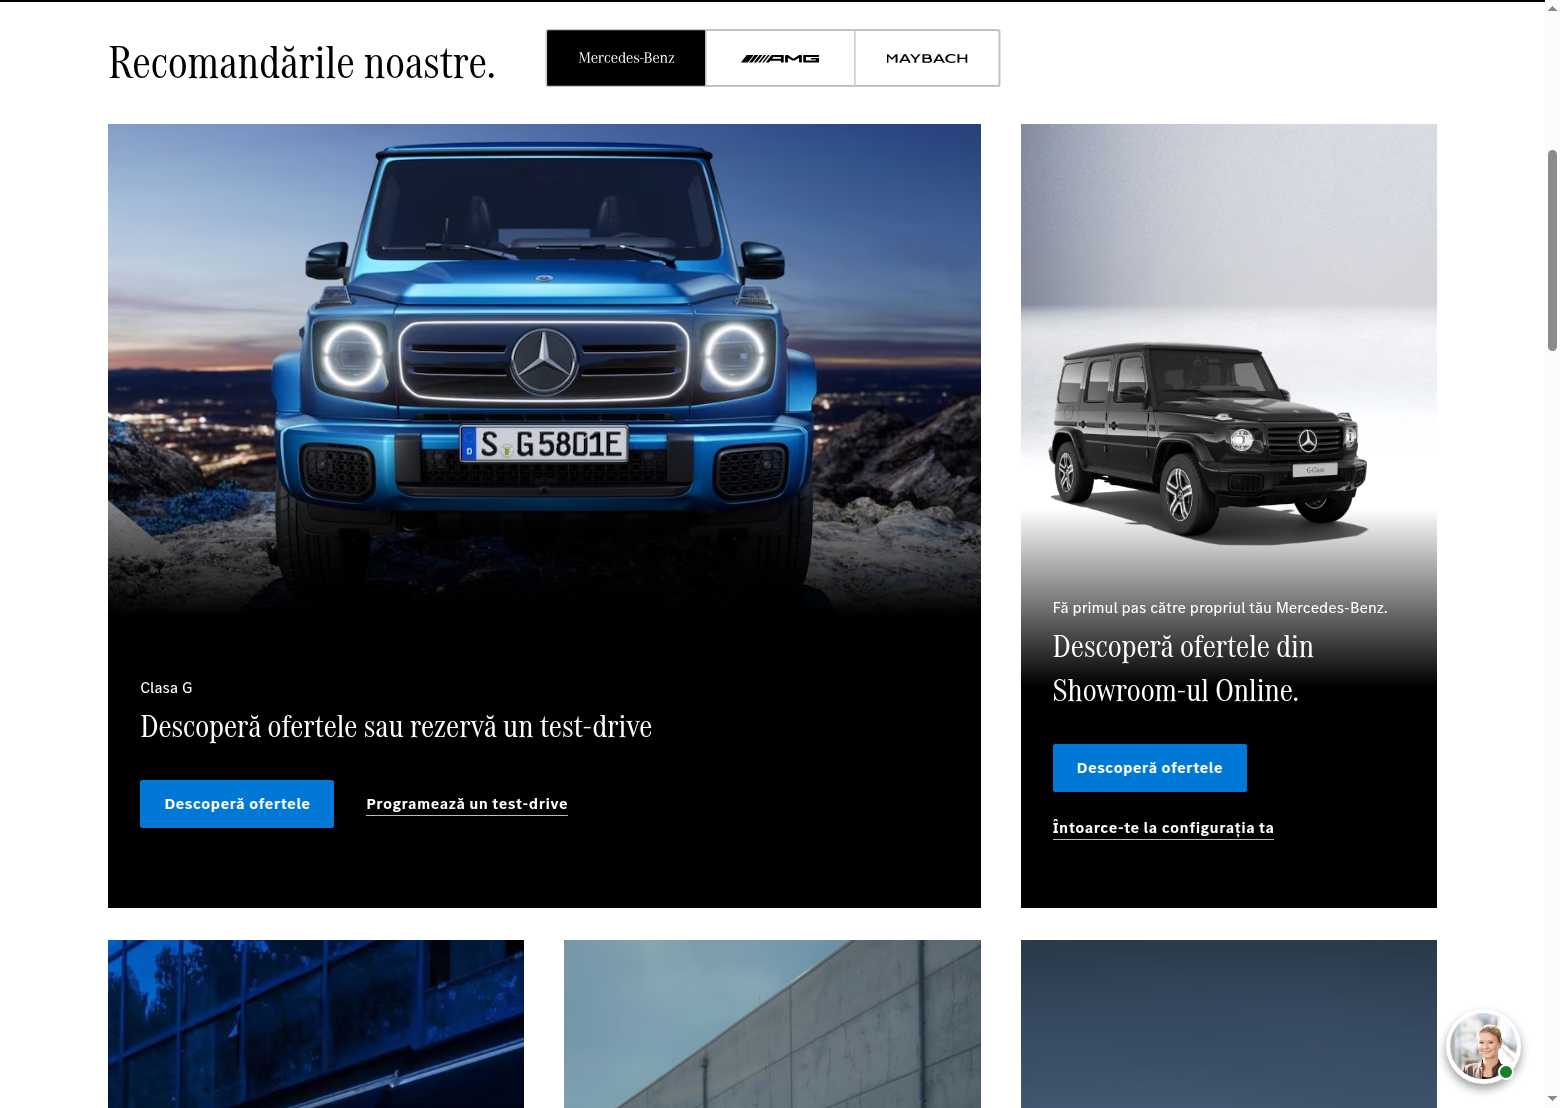 Recomandările noastre.
Mercedes-Benz
AMG
MAYBACH
S G 5801E
D
G-Class
Clasa G
Descoperă ofertele sau rezervă un test-drive
Descoperă ofertele
Programează un test-drive
Fă primul pas către propriul tău Mercedes-Benz.
Descoperă ofertele din
Showroom-ul Online.
Descoperă ofertele
Întoarce-te la configurația ta